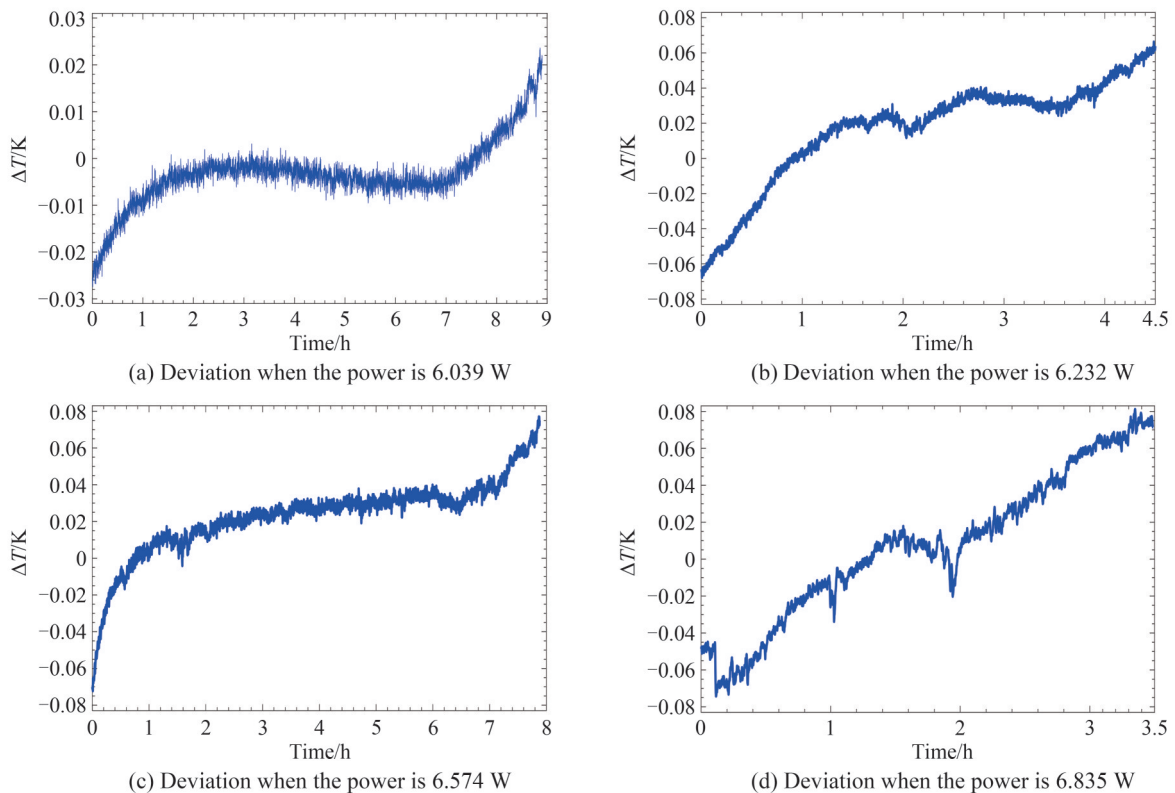 0.03
0.02
0.01
0
−0.01
−0.02
−0.03
ΔT/K
0 1 2 3 4 5 6 7 8 9
Time/h
(a) Deviation when the power is 6.039 W
0.08
0.06
0.04
0.02
0
−0.02
−0.04
−0.06
−0.08
ΔT/K
0 1 2 3 4 4.5
Time/h
(b) Deviation when the power is 6.232 W
0.08
0.06
0.04
0.02
0
−0.02
−0.04
−0.06
−0.08
ΔT/K
0 1 2 3 4 5 6 7 8
Time/h
(c) Deviation when the power is 6.574 W
0.08
0.06
0.04
0.02
0
−0.02
−0.04
−0.06
−0.08
ΔT/K
0 1 2 3.5
Time/h
(d) Deviation when the power is 6.835 W